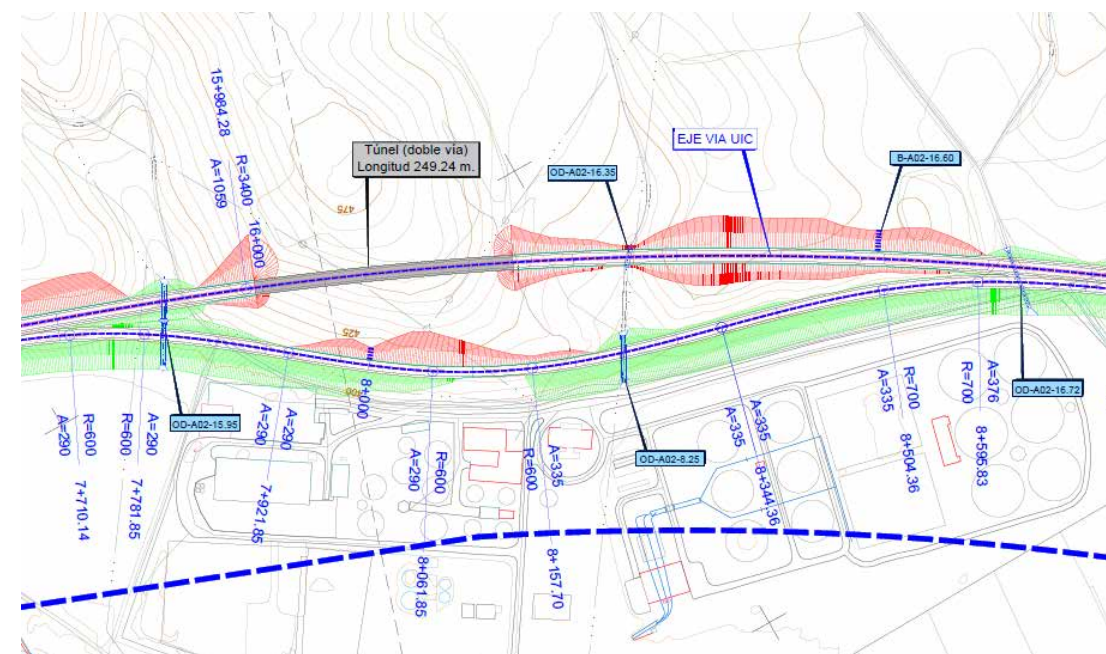 15+984.28
R=3400
A=1059
16+000
Túnel (doble vía)
Longitud 249.24 m.
475
OD-A02-16.35
EJE VIA UIC
B-A02-16.60
425
400
8+000
OD-A02-15.95
OD-A02-8.25
OD-A02-16.72
A=290
R=600
7+710.14
R=600
A=290
7+781.85
A=290
A=290
7+921.85
R=600
A=290
8+061.85
R=600
A=335
8+157.70
A=335
A=335
8+344.36
R=700
A=335
8+504.36
A=376
R=700
8+595.83